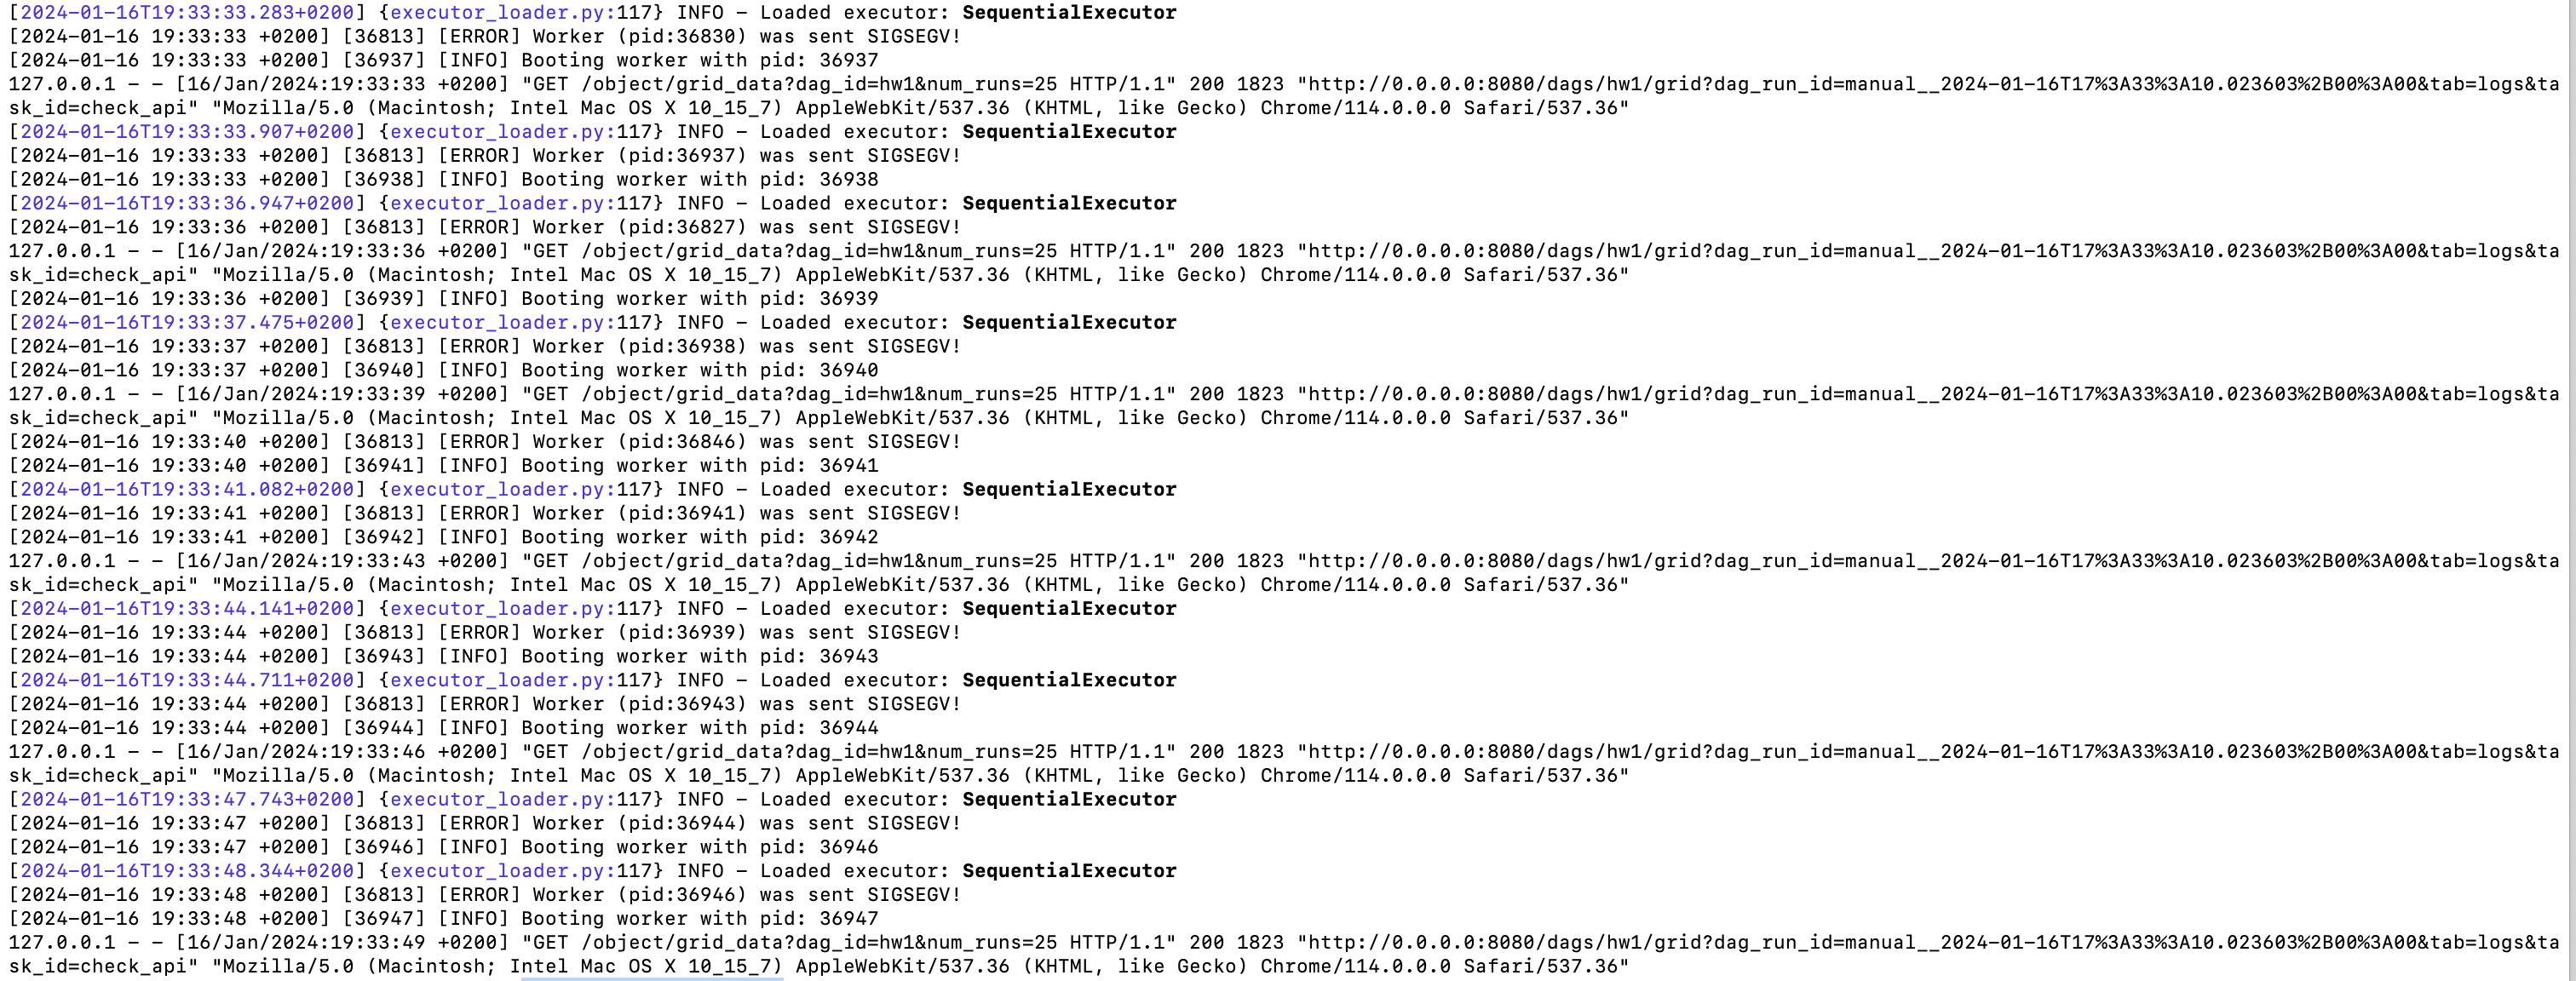 [2024-01-16T19:33:33.283+0200] {executor_loader.py:117} INFO - Loaded executor: SequentialExecutor
[2024-01-16 19:33:33 +0200] [36813] [ERROR] Worker (pid:36830) was sent SIGSEGV!
[2024-01-16 19:33:33 +0200] [36937] [INFO] Booting worker with pid: 36937
127.0.0.1 - - [16/Jan/2024:19:33:33 +0200] "GET /object/grid_data?dag_id=hw1&num_runs=25 HTTP/1.1" 200 1823 "http://0.0.0.0:8080/dags/hw1/grid?dag_run_id=manual__2024-01-16T17%3A33%3A10.023603%2B00%3A00&tab=logs&ta
sk_id=check_api" "Mozilla/5.0 (Macintosh; Intel Mac OS X 10_15_7) AppleWebKit/537.36 (KHTML, like Gecko) Chrome/114.0.0.0 Safari/537.36"
[2024-01-16T19:33:33.907+0200] {executor_loader.py:117} INFO - Loaded executor: SequentialExecutor
[2024-01-16 19:33:33 +0200] [36813] [ERROR] Worker (pid:36937) was sent SIGSEGV!
[2024-01-16 19:33:33 +0200] [36938] [INFO] Booting worker with pid: 36938
[2024-01-16T19:33:36.947+0200] {executor_loader.py:117} INFO - Loaded executor: SequentialExecutor
[2024-01-16 19:33:36 +0200] [36813] [ERROR] Worker (pid:36827) was sent SIGSEGV!
127.0.0.1 - - [16/Jan/2024:19:33:36 +0200] "GET /object/grid_data?dag_id=hw1&num_runs=25 HTTP/1.1" 200 1823 "http://0.0.0.0:8080/dags/hw1/grid?dag_run_id=manual__2024-01-16T17%3A33%3A10.023603%2B00%3A00&tab=logs&ta
sk_id=check_api" "Mozilla/5.0 (Macintosh; Intel Mac OS X 10_15_7) AppleWebKit/537.36 (KHTML, like Gecko) Chrome/114.0.0.0 Safari/537.36"
[2024-01-16 19:33:36 +0200] [36939] [INFO] Booting worker with pid: 36939
[2024-01-16T19:33:37.475+0200] {executor_loader.py:117} INFO - Loaded executor: SequentialExecutor
[2024-01-16 19:33:37 +0200] [36813] [ERROR] Worker (pid:36938) was sent SIGSEGV!
[2024-01-16 19:33:37 +0200] [36940] [INFO] Booting worker with pid: 36940
127.0.0.1 - - [16/Jan/2024:19:33:39 +0200] "GET /object/grid_data?dag_id=hw1&num_runs=25 HTTP/1.1" 200 1823 "http://0.0.0.0:8080/dags/hw1/grid?dag_run_id=manual__2024-01-16T17%3A33%3A10.023603%2B00%3A00&tab=logs&ta
sk_id=check_api" "Mozilla/5.0 (Macintosh; Intel Mac OS X 10_15_7) AppleWebKit/537.36 (KHTML, like Gecko) Chrome/114.0.0.0 Safari/537.36"
[2024-01-16 19:33:40 +0200] [36813] [ERROR] Worker (pid:36846) was sent SIGSEGV!
[2024-01-16 19:33:40 +0200] [36941] [INFO] Booting worker with pid: 36941
[2024-01-16T19:33:41.082+0200] {executor_loader.py:117} INFO - Loaded executor: SequentialExecutor
[2024-01-16 19:33:41 +0200] [36813] [ERROR] Worker (pid:36941) was sent SIGSEGV!
[2024-01-16 19:33:41 +0200] [36942] [INFO] Booting worker with pid: 36942
127.0.0.1 - - [16/Jan/2024:19:33:43 +0200] "GET /object/grid_data?dag_id=hw1&num_runs=25 HTTP/1.1" 200 1823 "http://0.0.0.0:8080/dags/hw1/grid?dag_run_id=manual__2024-01-16T17%3A33%3A10.023603%2B00%3A00&tab=logs&ta
sk_id=check_api" "Mozilla/5.0 (Macintosh; Intel Mac OS X 10_15_7) AppleWebKit/537.36 (KHTML, like Gecko) Chrome/114.0.0.0 Safari/537.36"
[2024-01-16T19:33:44.141+0200] {executor_loader.py:117} INFO - Loaded executor: SequentialExecutor
[2024-01-16 19:33:44 +0200] [36813] [ERROR] Worker (pid:36939) was sent SIGSEGV!
[2024-01-16 19:33:44 +0200] [36943] [INFO] Booting worker with pid: 36943
[2024-01-16T19:33:44.711+0200] {executor_loader.py:117} INFO - Loaded executor: SequentialExecutor
[2024-01-16 19:33:44 +0200] [36813] [ERROR] Worker (pid:36943) was sent SIGSEGV!
[2024-01-16 19:33:44 +0200] [36944] [INFO] Booting worker with pid: 36944
127.0.0.1 - - [16/Jan/2024:19:33:46 +0200] "GET /object/grid_data?dag_id=hw1&num_runs=25 HTTP/1.1" 200 1823 "http://0.0.0.0:8080/dags/hw1/grid?dag_run_id=manual__2024-01-16T17%3A33%3A10.023603%2B00%3A00&tab=logs&ta
sk_id=check_api" "Mozilla/5.0 (Macintosh; Intel Mac OS X 10_15_7) AppleWebKit/537.36 (KHTML, like Gecko) Chrome/114.0.0.0 Safari/537.36"
[2024-01-16T19:33:47.743+0200] {executor_loader.py:117} INFO - Loaded executor: SequentialExecutor
[2024-01-16 19:33:47 +0200] [36813] [ERROR] Worker (pid:36944) was sent SIGSEGV!
[2024-01-16 19:33:47 +0200] [36946] [INFO] Booting worker with pid: 36946
[2024-01-16T19:33:48.344+0200] {executor_loader.py:117} INFO - Loaded executor: SequentialExecutor
[2024-01-16 19:33:48 +0200] [36813] [ERROR] Worker (pid:36946) was sent SIGSEGV!
[2024-01-16 19:33:48 +0200] [36947] [INFO] Booting worker with pid: 36947
127.0.0.1 - - [16/Jan/2024:19:33:49 +0200] "GET /object/grid_data?dag_id=hw1&num_runs=25 HTTP/1.1" 200 1823 "http://0.0.0.0:8080/dags/hw1/grid?dag_run_id=manual__2024-01-16T17%3A33%3A10.023603%2B00%3A00&tab=logs&ta
sk_id=check_api" "Mozilla/5.0 (Macintosh; Intel Mac OS X 10_15_7) AppleWebKit/537.36 (KHTML, like Gecko) Chrome/114.0.0.0 Safari/537.36"